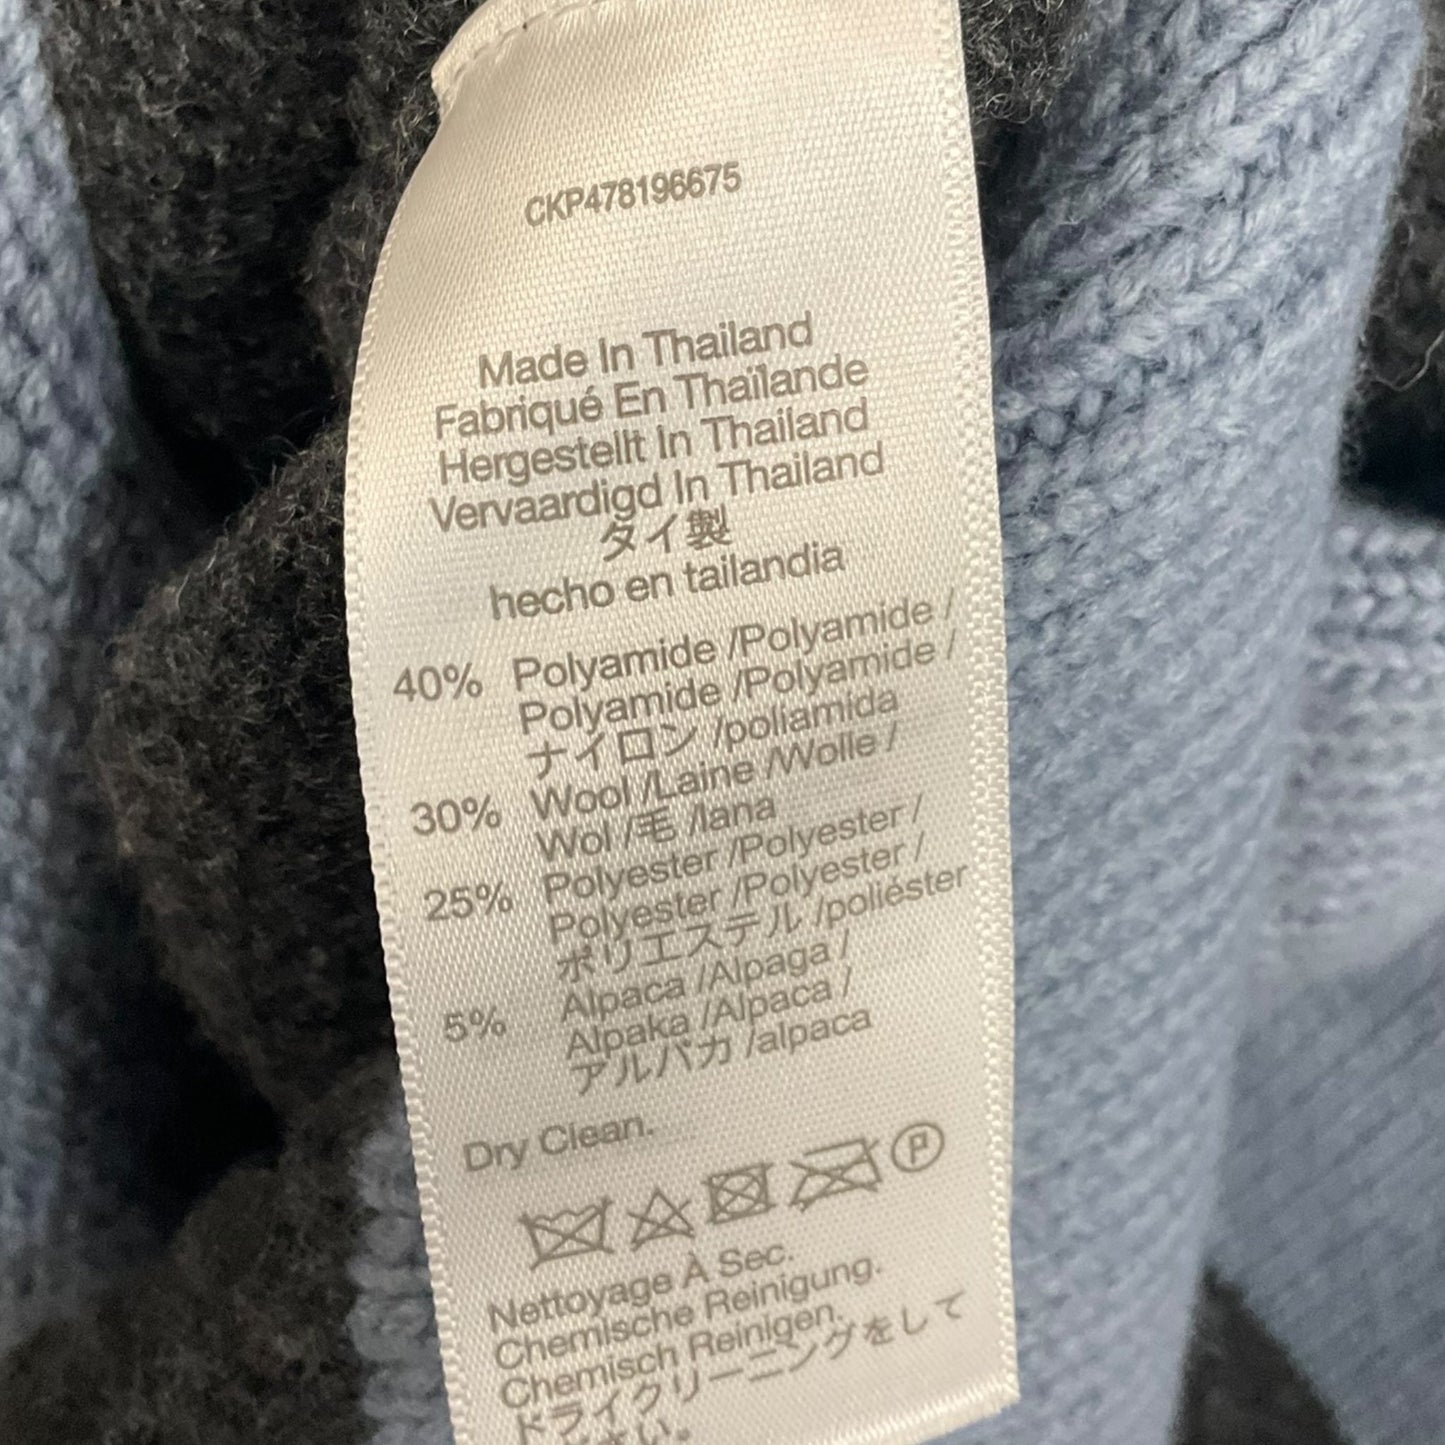 CKP478196675
Made In Thailand
Fabriqué En Thaïlande
Hergestellt In Thailand
Vervaardigd In Thailand
タイ製
hecho en tailandia
40% Polyamide /Polyamide /
Polyamide /Polyamide /
ナイロン /poliamida
30% Wool /Laine /Wolle /
Wol /毛 /lana
25% Polyester /Polyester /
Polyester /Polyester /
ポリエステル /poliéster
5% Alpaca /Alpaga /
Alpaka /Alpaca /
アルパカ /alpaca
Dry Clean.
P
Nettoyage À Sec.
Chemische Reinigung.
Chemisch Reinigen.
ドライクリーニングをして
さい。